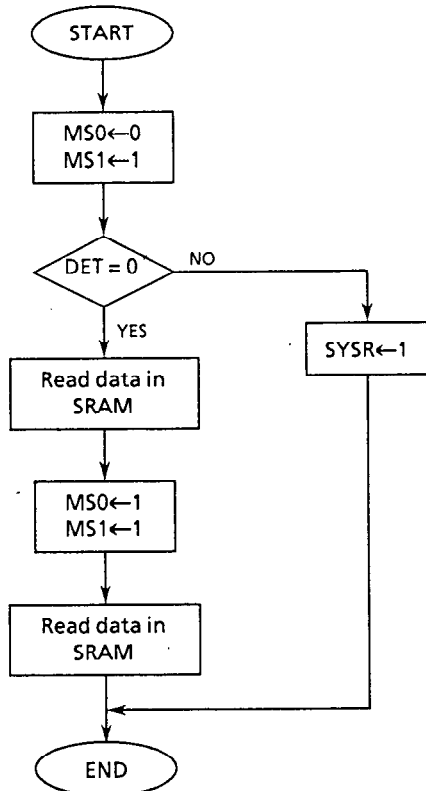 START
MS0←0
MS1←1
DET = 0
NO
YES
SYSR←1
Read data in
SRAM
MS0←1
MS1←1
Read data in
SRAM
END